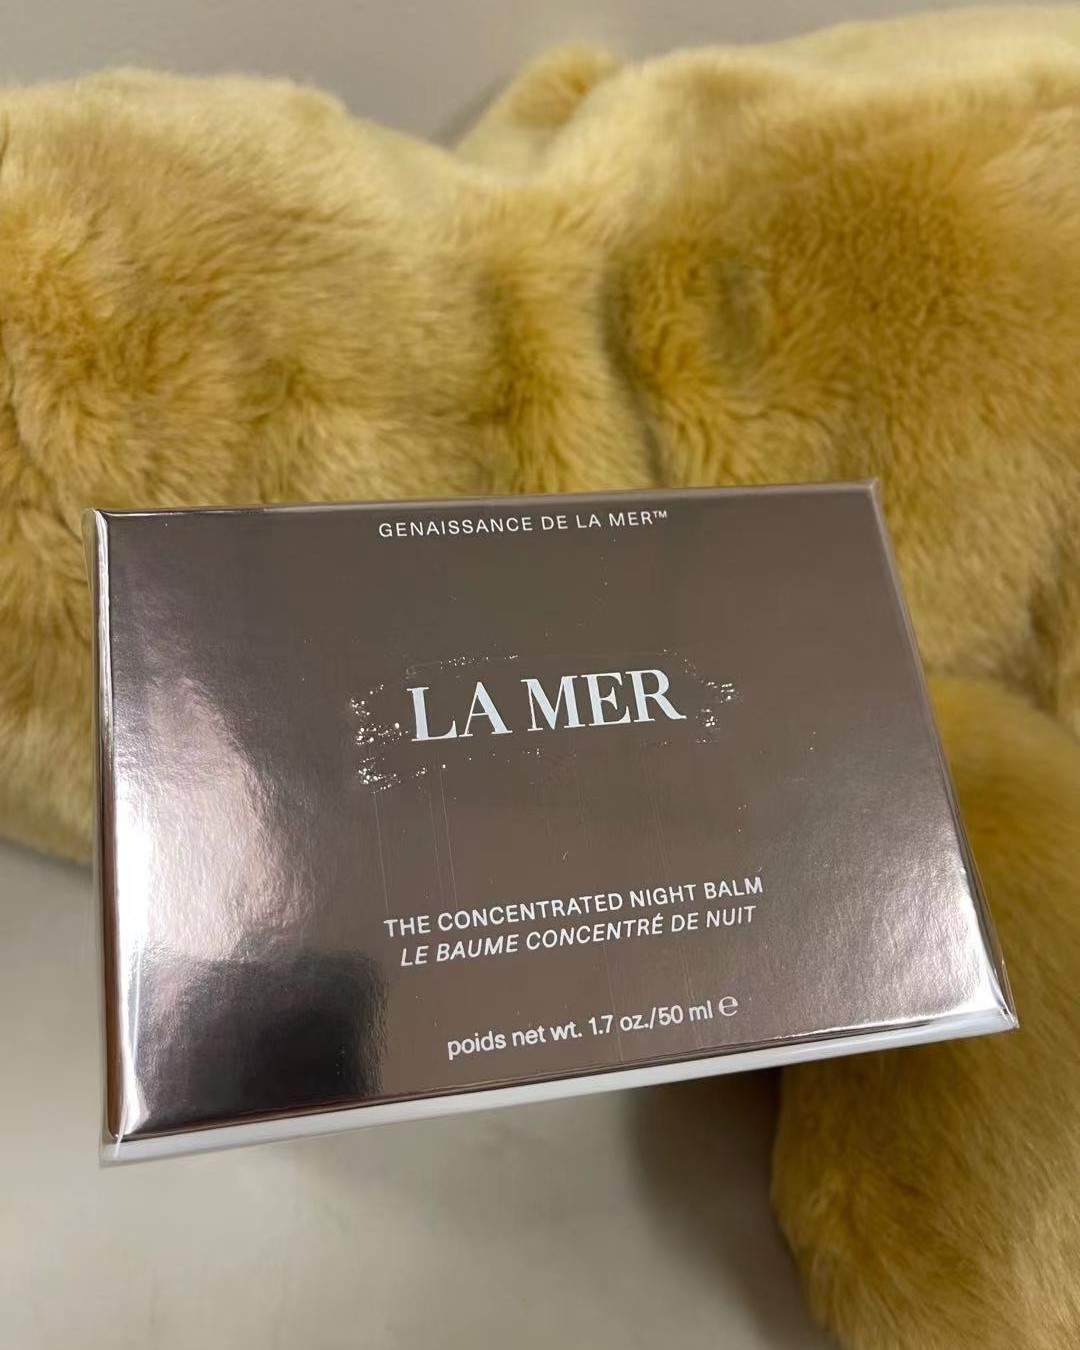 GENAISSANCE DE LA MER™
LA MER
THE CONCENTRATED NIGHT BALM
LE BAUME CONCENTRÉ DE NUIT
poids net wt. 1.7 oz./50 ml ℮